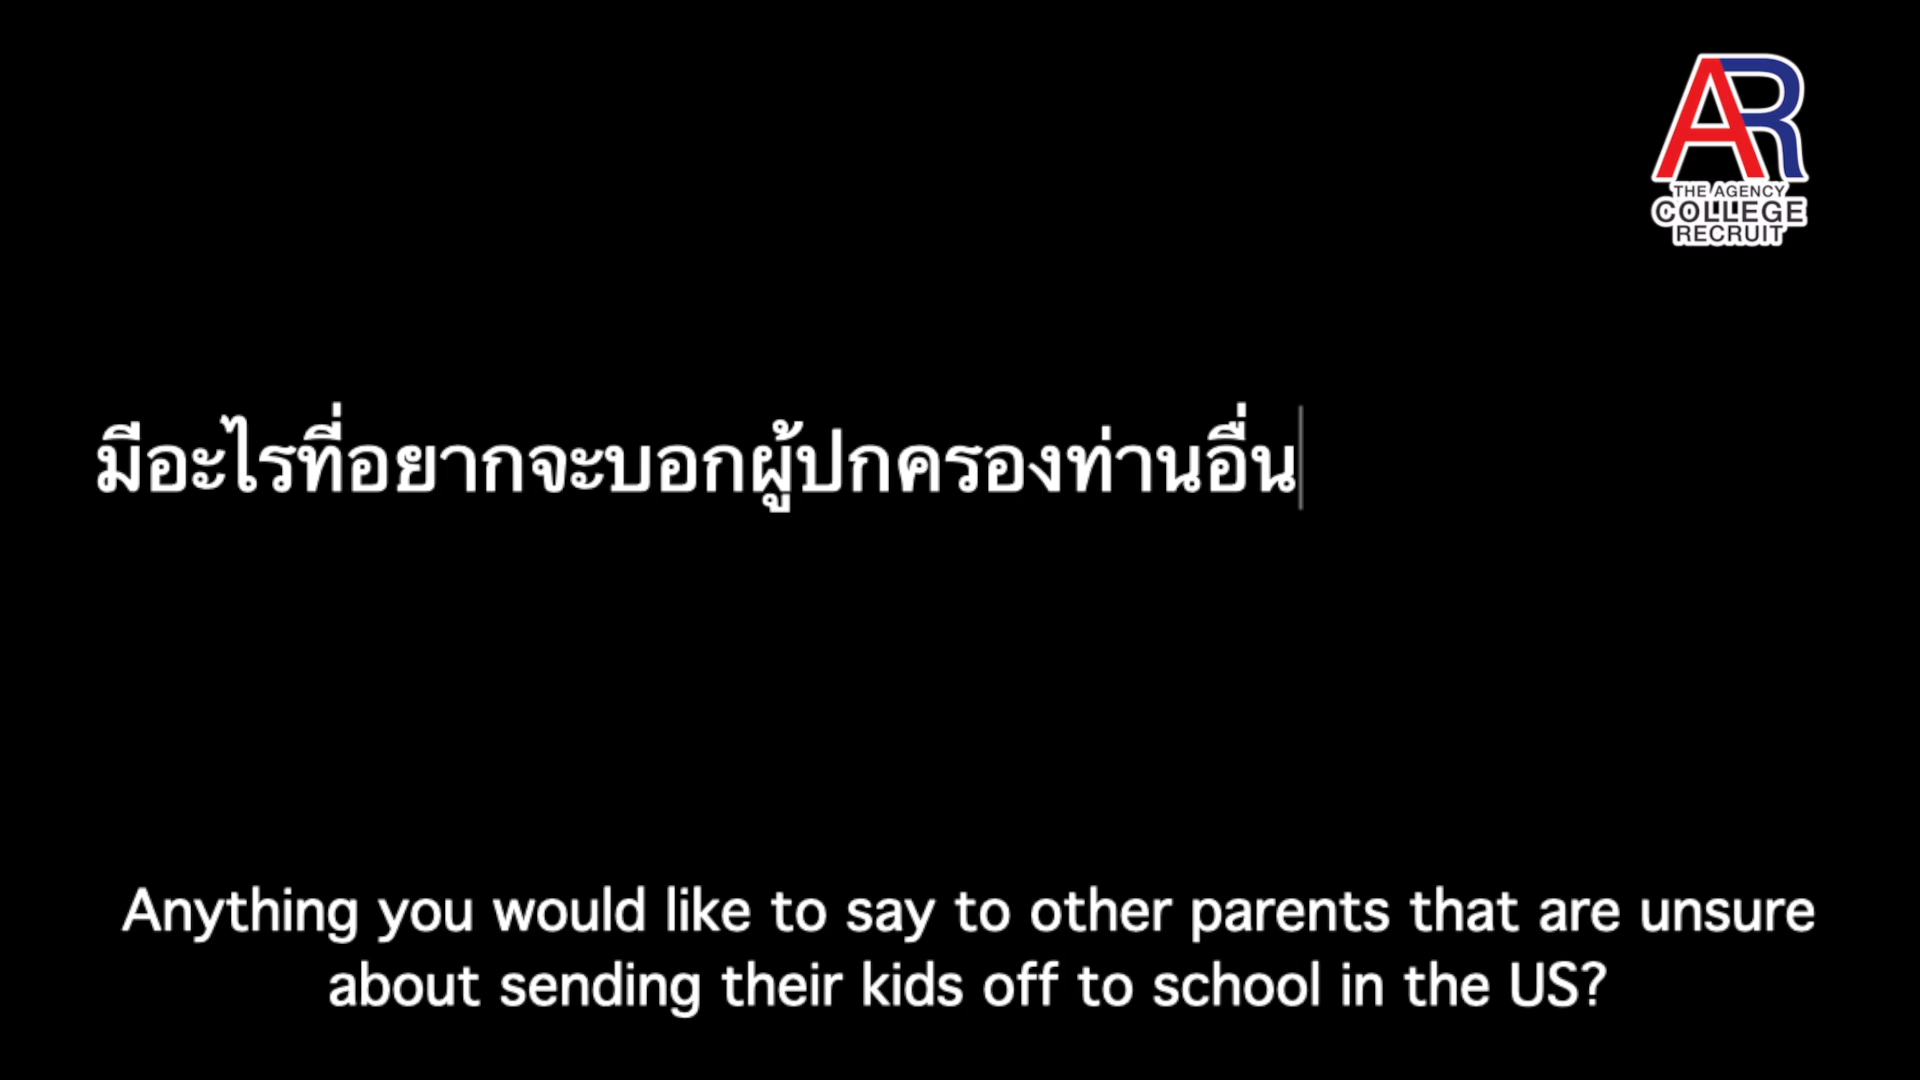 AR
THE AGENCY
COLLEGE
RECRUIT
มีอะไรที่อยากจะบอกผู้ปกครองท่านอื่น
Anything you would like to say to other parents that are unsure
about sending their kids off to school in the US?